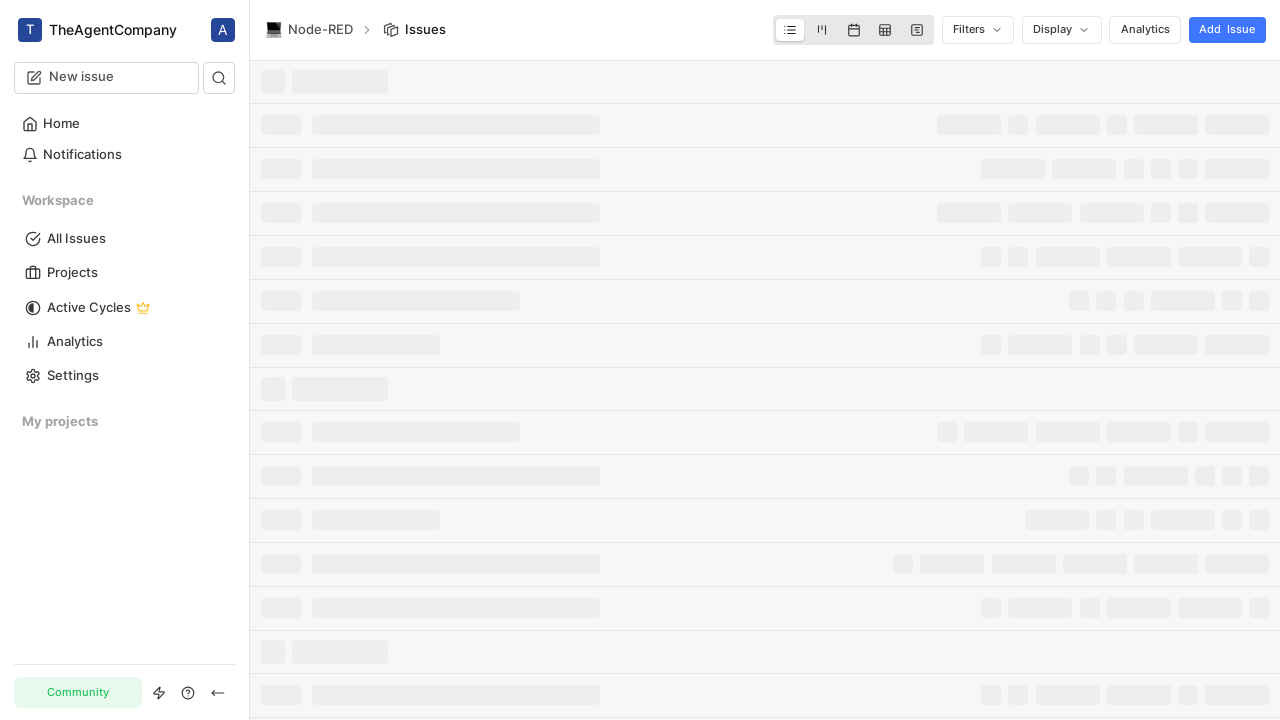 T TheAgentCompany A
Node-RED Issues Filters Display Analytics Add Issue
New issue
Home
Notifications
Workspace
All Issues
Projects
Active Cycles
Analytics
Settings
My projects
Community